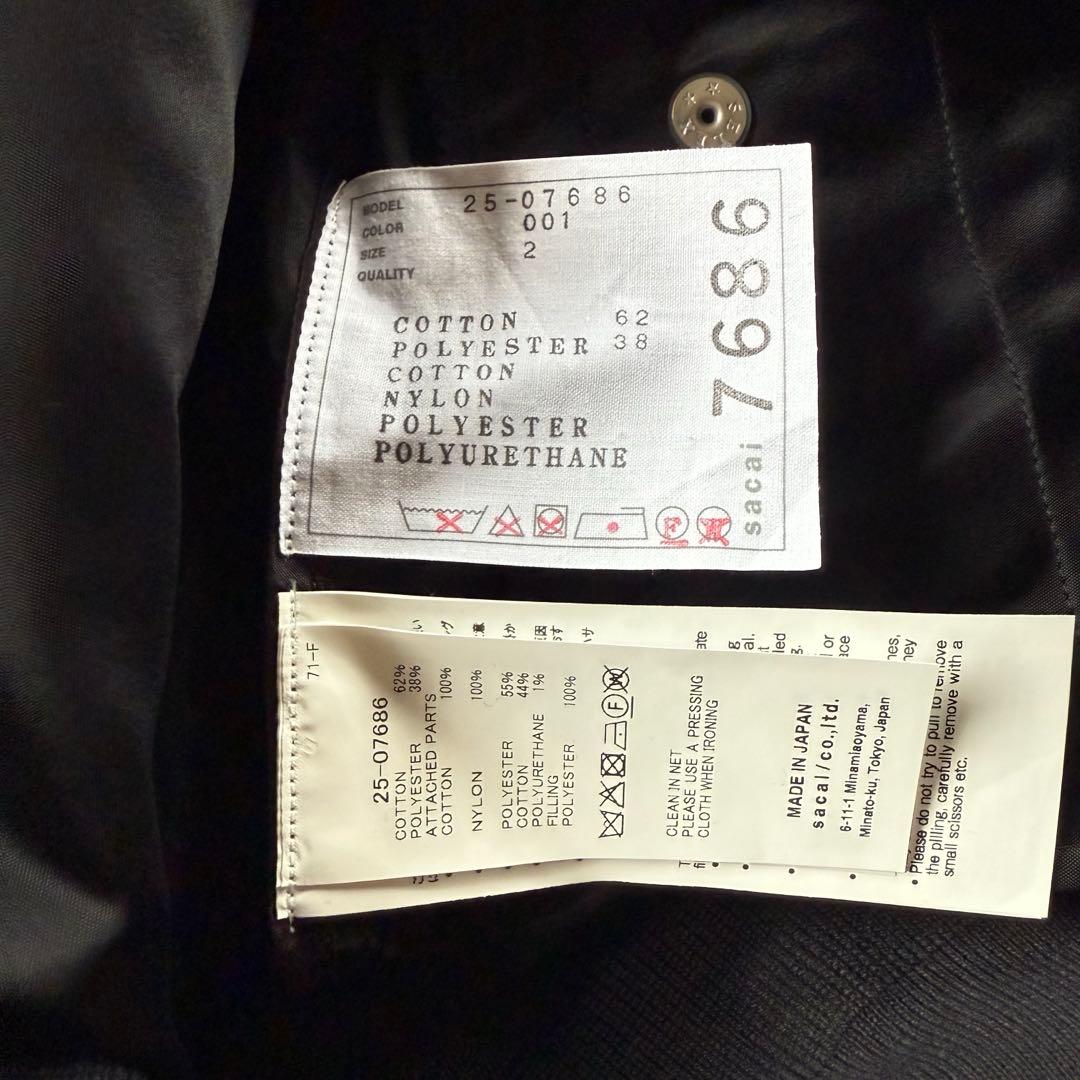 MODEL 25-07686
COLOR 001
SIZE 2
QUALITY
COTTON 62
POLYESTER 38
COTTON
NYLON
POLYESTER
POLYURETHANE
sacai 7686
71-F
25-07686
COTTON 62%
POLYESTER 38%
ATTACHED PARTS
COTTON 100%
NYLON 100%
POLYESTER 55%
COTTON 44%
POLYURETHANE 1%
FILLING
POLYESTER 100%
F
CLEAN IN NET
PLEASE USE A PRESSING
CLOTH WHEN IRONING
MADE IN JAPAN
sacai/co.,ltd.
6-11-1 Minamiaoyama,
Minato-ku, Tokyo, Japan
• Please do not try to pull to remove
the pilling, carefully remove with a
small scissors etc.